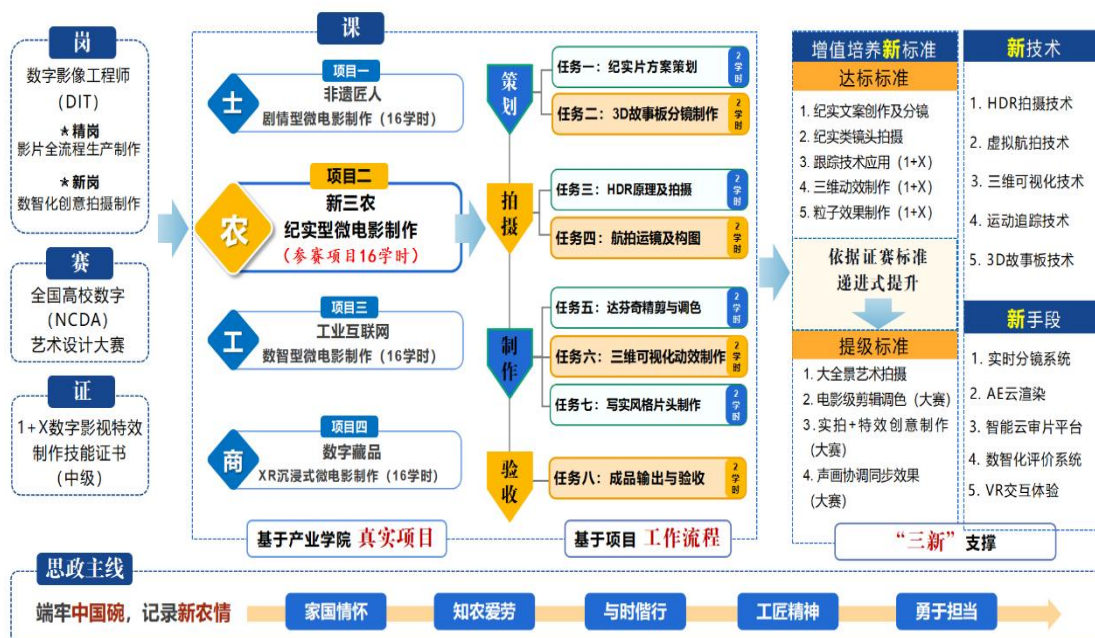 岗
数字影像工程师
(DIT)
★精岗
影片全流程生产制作
★新岗
数智化创意拍摄制作
赛
全国高校数字
(NCDA)
艺术设计大赛
证
1+X数字影视特效
制作技能证书
(中级)
课
士
项目一
非遗匠人
剧情型微电影制作（16学时）
农
项目二
新三农
纪实型微电影制作
（参赛项目16学时）
工
项目三
工业互联网
数智型微电影制作（16学时）
商
项目四
数字藏品
XR沉浸式微电影制作（16学时）
基于产业学院 真实项目
策划
任务一：纪实片方案策划
2学时
任务二：3D故事板分镜制作
2学时
拍摄
任务三：HDR原理及拍摄
2学时
任务四：航拍运镜及构图
2学时
制作
任务五：达芬奇精剪与调色
2学时
任务六：三维可视化动效制作
2学时
任务七：写实风格片头制作
2学时
验收
任务八：成品输出与验收
2学时
基于项目 工作流程
增值培养新标准
达标标准
1. 纪实文案创作及分镜
2. 纪实类镜头拍摄
3. 跟踪技术应用（1+X）
4. 三维动效制作（1+X）
5. 粒子效果制作（1+X）
依据证赛标准
递进式提升
提级标准
1. 大全景艺术拍摄
2. 电影级剪辑调色（大赛）
3. 实拍+特效创意制作
（大赛）
4. 声画协调同步效果
（大赛）
新技术
1. HDR拍摄技术
2. 虚拟航拍技术
3. 三维可视化技术
4. 运动追踪技术
5. 3D故事板技术
新手段
1. 实时分镜系统
2. AE云渲染
3. 智能云审片平台
4. 数智化评价系统
5. VR交互体验
“三新”支撑
思政主线
端牢中国碗，记录新农情
家国情怀
知农爱劳
与时偕行
工匠精神
勇于担当